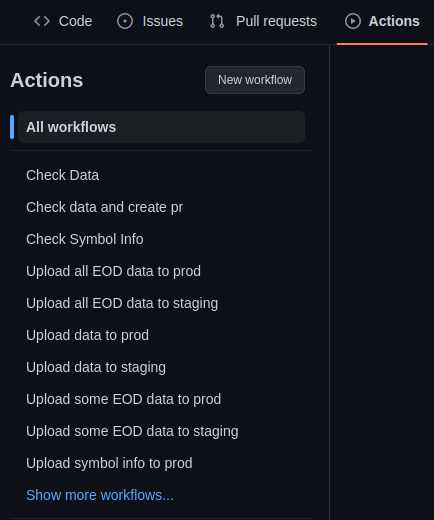 Code Issues Pull requests Actions
Actions New workflow
All workflows
Check Data
Check data and create pr
Check Symbol Info
Upload all EOD data to prod
Upload all EOD data to staging
Upload data to prod
Upload data to staging
Upload some EOD data to prod
Upload some EOD data to staging
Upload symbol info to prod
Show more workflows...